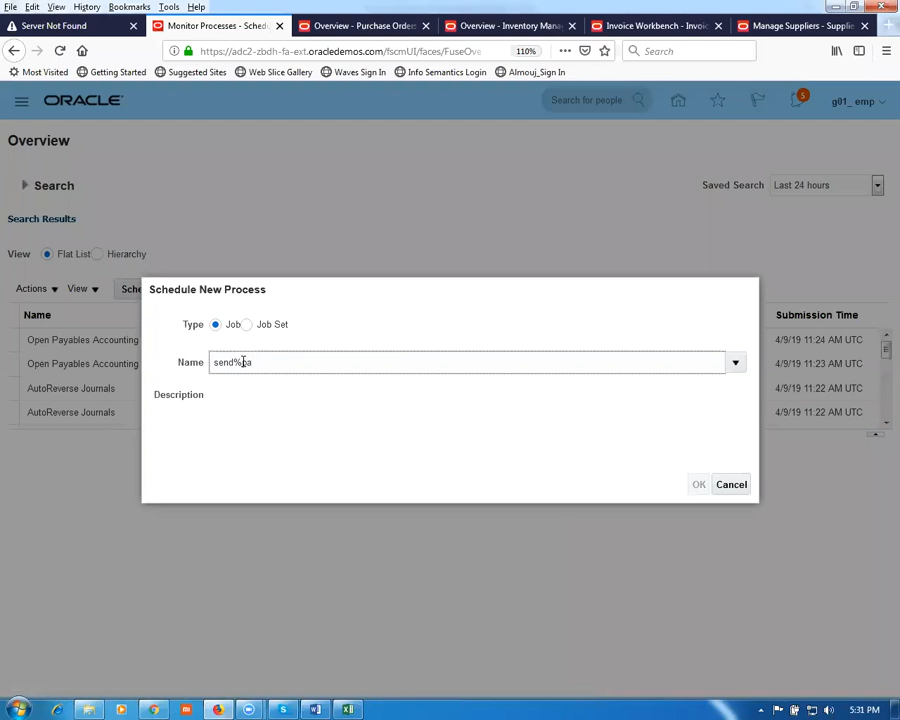 File Edit View History Bookmarks Tools Help
Server Not Found
Monitor Processes - Schedu
Overview - Purchase Orders
Overview - Inventory Mana
Invoice Workbench - Invoic
Manage Suppliers - Supplie
https://adc2-zbdh-fa-ext.oracledemos.com/fscmUI/faces/FuseOve
110%
Search
Most Visited Getting Started Suggested Sites Web Slice Gallery Waves Sign In Info Semantics Login Almouj_Sign In
ORACLE
Search for people
5
g01_ emp
Overview
Search
Saved Search Last 24 hours
Search Results
View Flat List Hierarchy
Actions View Sche
Name
Submission Time
Open Payables Accounting
4/9/19 11:24 AM UTC
Open Payables Accounting
4/9/19 11:23 AM UTC
AutoReverse Journals
4/9/19 11:22 AM UTC
AutoReverse Journals
4/9/19 11:22 AM UTC
Schedule New Process
Type Job Job Set
Name
Description
OK Cancel
5:31 PM